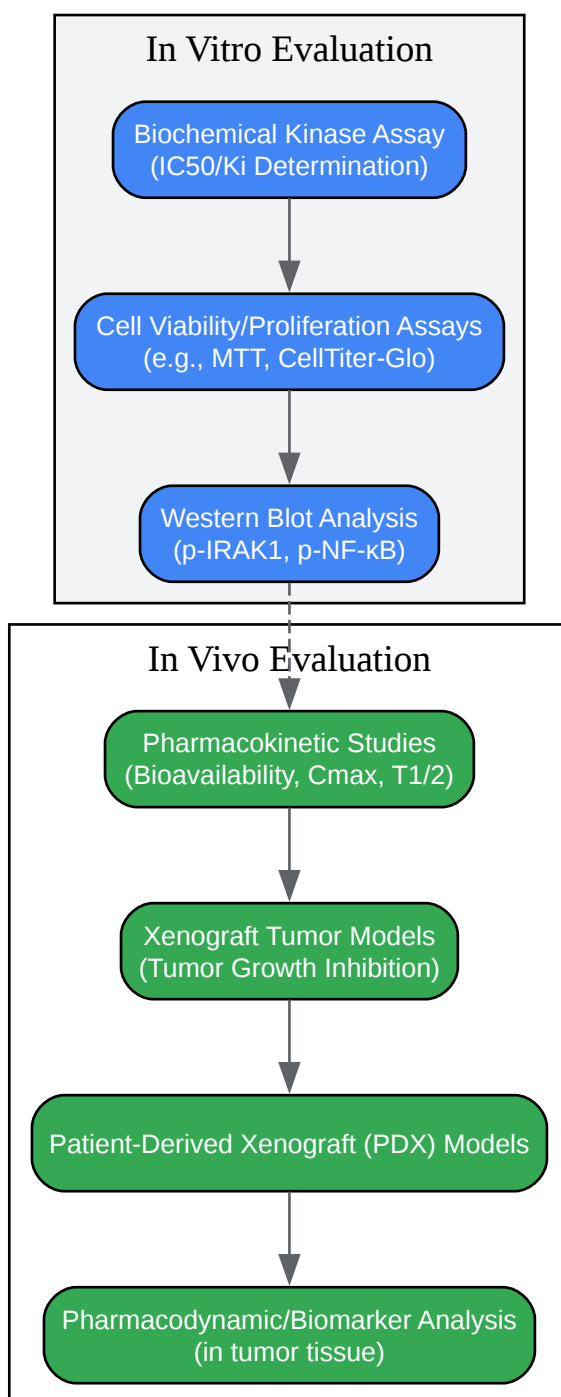 In Vitro Evaluation
Biochemical Kinase Assay
(IC50/Ki Determination)
Cell Viability/Proliferation Assays
(e.g., MTT, CellTiter-Glo)
Western Blot Analysis
(p-IRAK1, p-NF-κB)
In Vivo Evaluation
Pharmacokinetic Studies
(Bioavailability, Cmax, T1/2)
Xenograft Tumor Models
(Tumor Growth Inhibition)
Patient-Derived Xenograft (PDX) Models
Pharmacodynamic/Biomarker Analysis
(in tumor tissue)